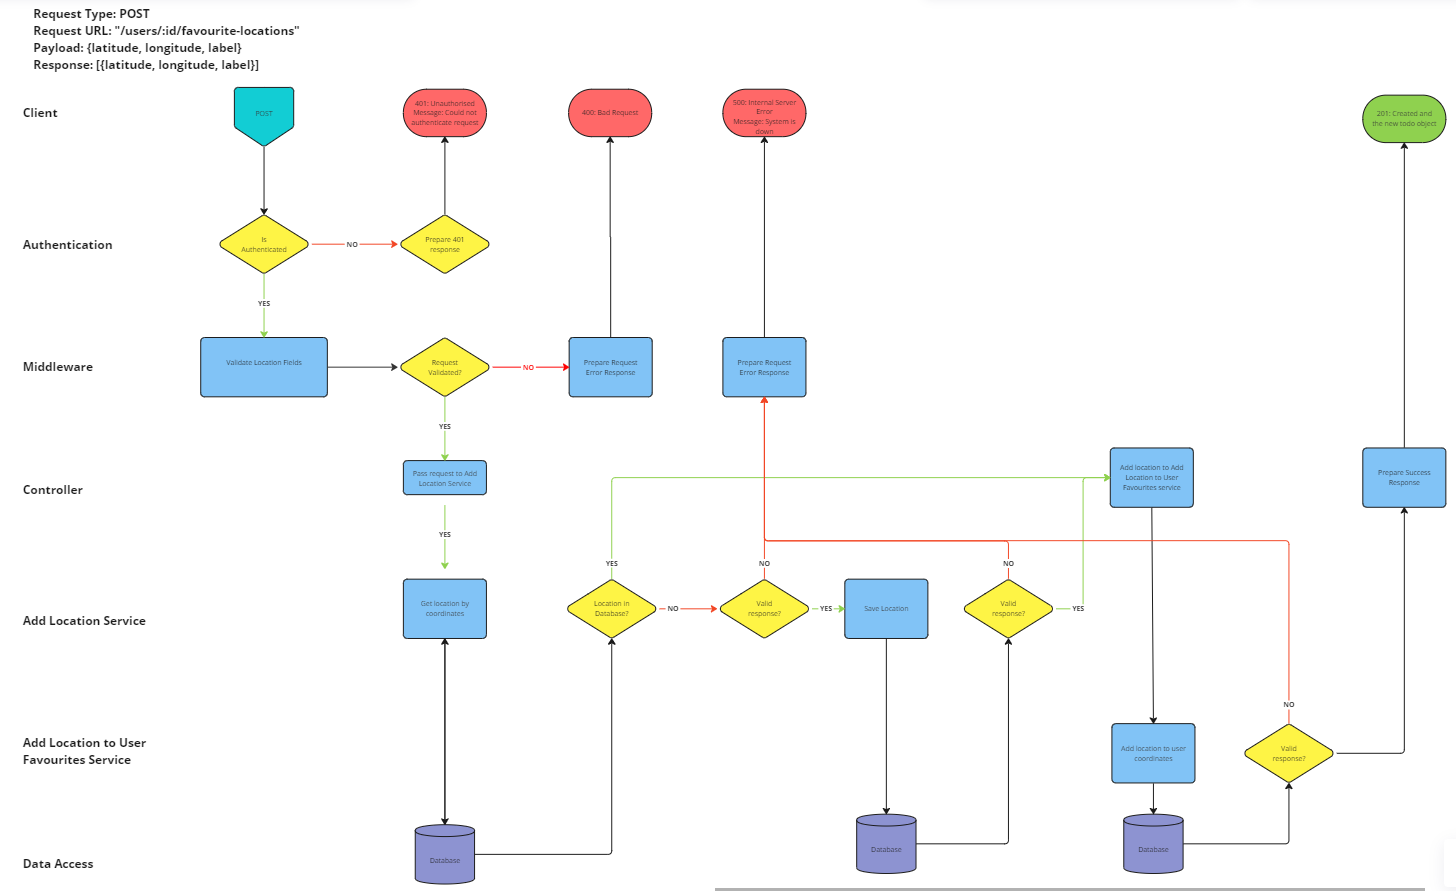 Request Type: POST
Request URL: "/users/:id/favourite-locations"
Payload: {latitude, longitude, label}
Response: [{latitude, longitude, label}]
Client
POST
401: Unauthorised
Message: Could not
authenticate request
400: Bad Request
500: Internal Server
Error
Message: System is
down
201: Created and
the new todo object
Authentication
Is
Authenticated
NO
Prepare 401
response
YES
Middleware
Validate Location Fields
Request
Validated?
NO
Prepare Request
Error Response
Prepare Request
Error Response
YES
Controller
Pass request to Add
Location Service
Add location to Add
Location to User
Favourites service
Prepare Success
Response
YES
YES
NO
NO
Add Location Service
Get location by
coordinates
Location in
Database?
NO
Valid
response?
YES
Save Location
Valid
response?
YES
NO
Add Location to User
Favourites Service
Add location to user
coordinates
Valid
response?
Data Access
Database
Database
Database